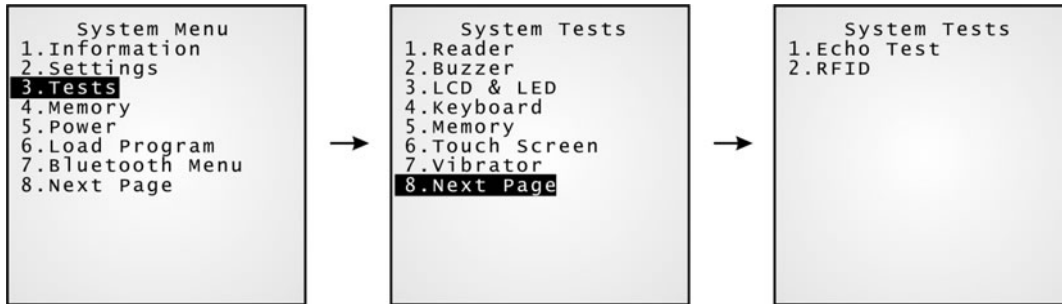 System Menu
1.Information
2.Settings
3.Tests
4.Memory
5.Power
6.Load Program
7.Bluetooth Menu
8.Next Page
System Tests
1.Reader
2.Buzzer
3.LCD & LED
4.Keyboard
5.Memory
6.Touch Screen
7.Vibrator
8.Next Page
System Tests
1.Echo Test
2.RFID